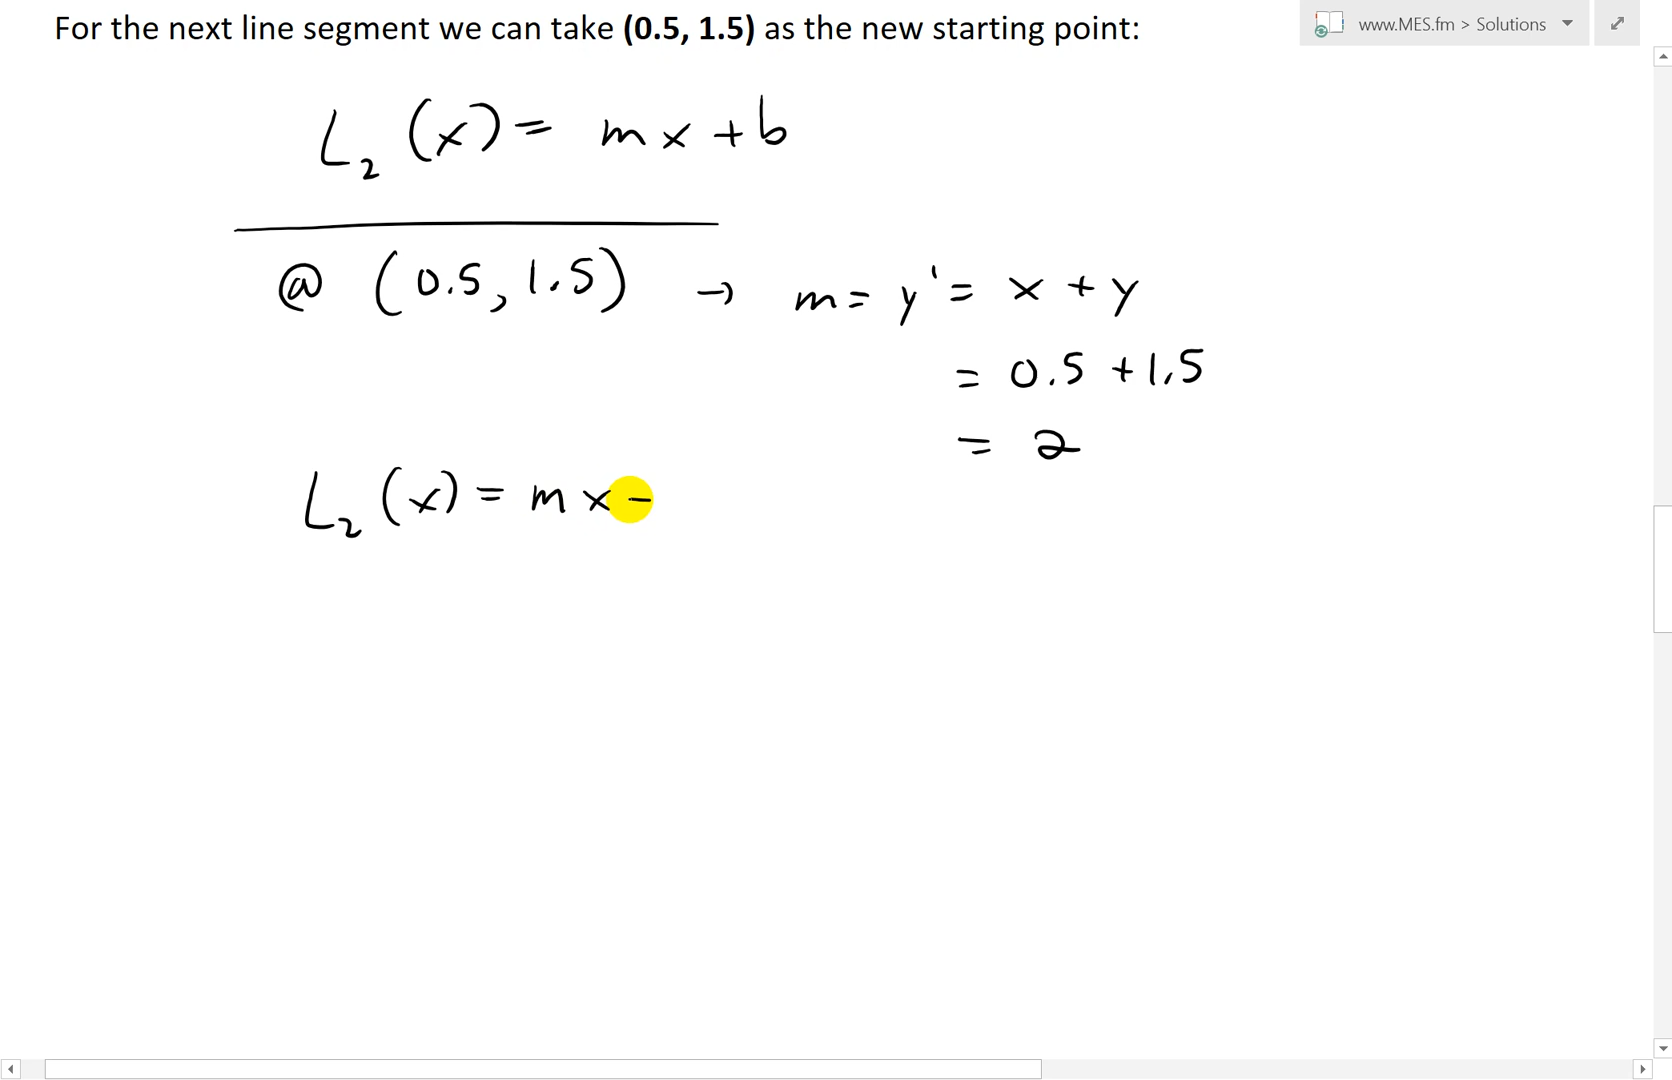 For the next line segment we can take (0.5, 1.5) as the new starting point:
www.MES.fm > Solutions
L₂ (x) = mx + b
@ (0.5, 1.5) → m = y' = x + y
= 0.5 + 1.5
= 2
L₂ (x) = mx -